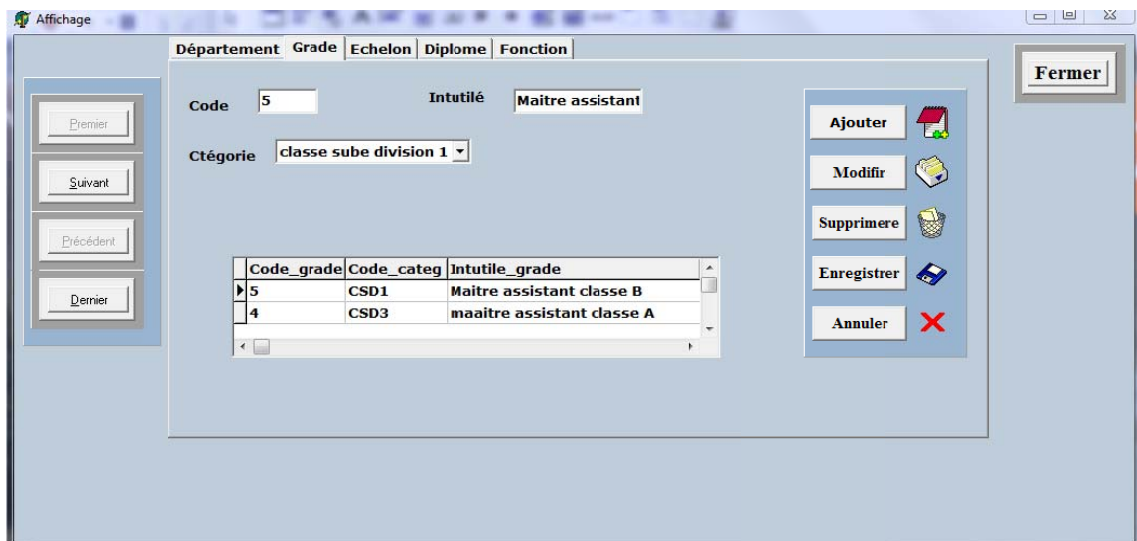 Affichage
Département Grade Echelon Diplome Fonction
Fermer
Code 5 Intutilé Maitre assistant
Ctégorie classe sube division 1
Premier
Suivant
Précédent
Dernier
Code_grade Code_categ Intutile_grade
5 CSD1 Maitre assistant classe B
4 CSD3 maaitre assistant classe A
Ajouter
Modifir
Supprimere
Enregistrer
Annuler